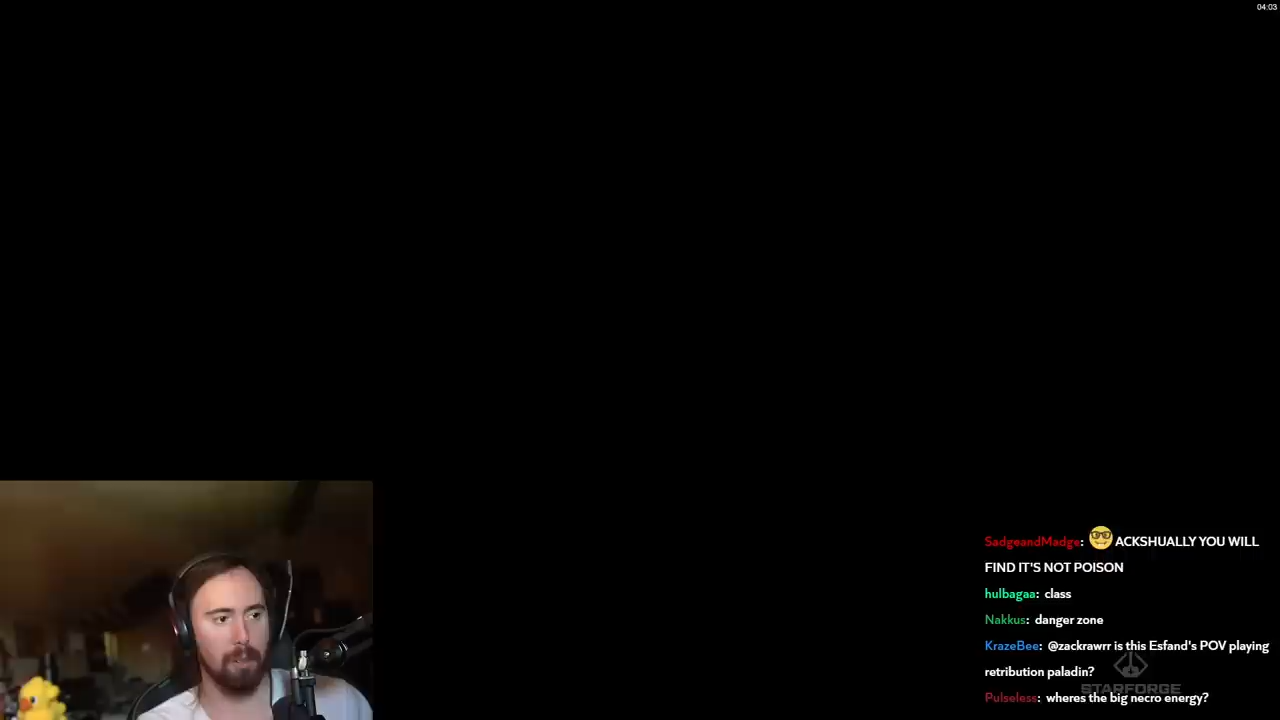 04:03
SadgeandMadge: ACKSHUALLY YOU WILL
FIND IT'S NOT POISON
hulbagaa: class
Nakkus: danger zone
KrazeBee: @zackrawrr is this Esfand's POV playing
retribution paladin?
STARFORGE
Pulseless: wheres the big necro energy?